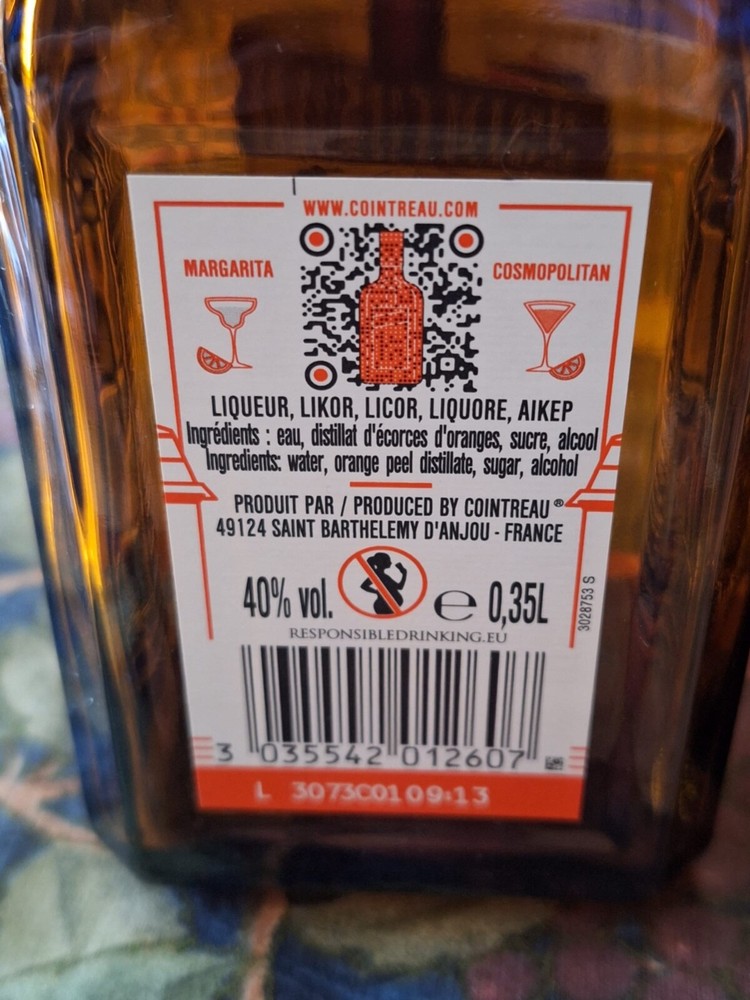 WWW.COINTREAU.COM
MARGARITA
COSMOPOLITAN
LIQUEUR, LIKOR, LICOR, LIQUORE, ΛΙΚΕΡ
Ingrédients : eau, distillat d'écorces d'oranges, sucre, alcool
Ingredients: water, orange peel distillate, sugar, alcohol
PRODUIT PAR / PRODUCED BY COINTREAU®
49124 SAINT BARTHELEMY D'ANJOU - FRANCE
40% vol.
℮ 0,35L
3028753 S
RESPONSIBLEDRINKING.EU
3 035542 012607
L 3073C01 09:13